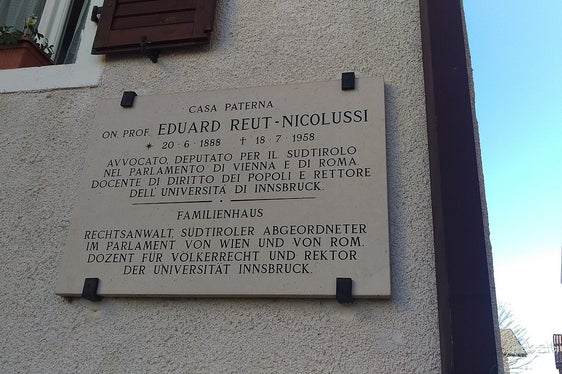 CASA PATERNA
ON. PROF. EDUARD REUT-NICOLUSSI
✶ 20·6·1888 † 18·7·1958
AVVOCATO, DEPUTATO PER IL SUDTIROLO
NEL PARLAMENTO DI VIENNA E DI ROMA.
DOCENTE DI DIRITTO DEI POPOLI E RETTORE
DELL'UNIVERSITÀ DI INNSBRUCK.
FAMILIENHAUS
RECHTSANWALT, SÜDTIROLER ABGEORDNETER
IM PARLAMENT VON WIEN UND VON ROM.
DOZENT FÜR VÖLKERRECHT UND REKTOR
DER UNIVERSITÄT INNSBRUCK.